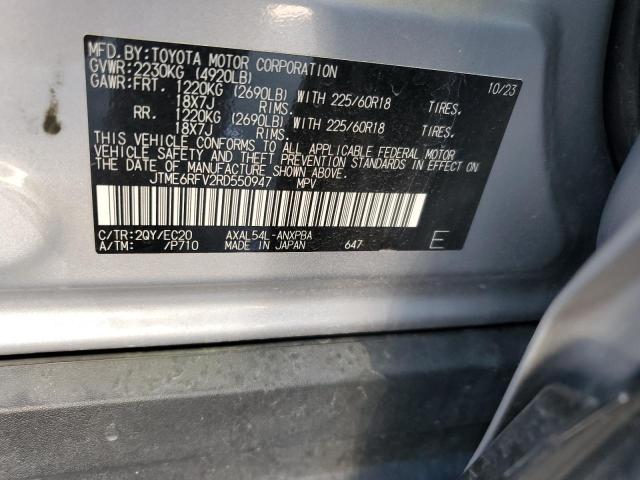 MFD.BY:TOYOTA MOTOR CORPORATION 10/23
GVWR:2230KG (4920LB)
GAWR:FRT. 1220KG (2690LB) WITH 225/60R18 TIRES.
18X7J RIMS.
RR. 1220KG (2690LB) WITH 225/60R18 TIRES.
18X7J RIMS.
THIS VEHICLE CONFORMS TO ALL APPLICABLE FEDERAL MOTOR
VEHICLE SAFETY AND THEFT PREVENTION STANDARDS IN EFFECT ON
THE DATE OF MANUFACTURE SHOWN ABOVE.
JTME6RFV2RD550947 MPV
C/TR:2QY/EC20 AXAL54L-ANXPBA
A/TM: /P710 MADE IN JAPAN 647 E